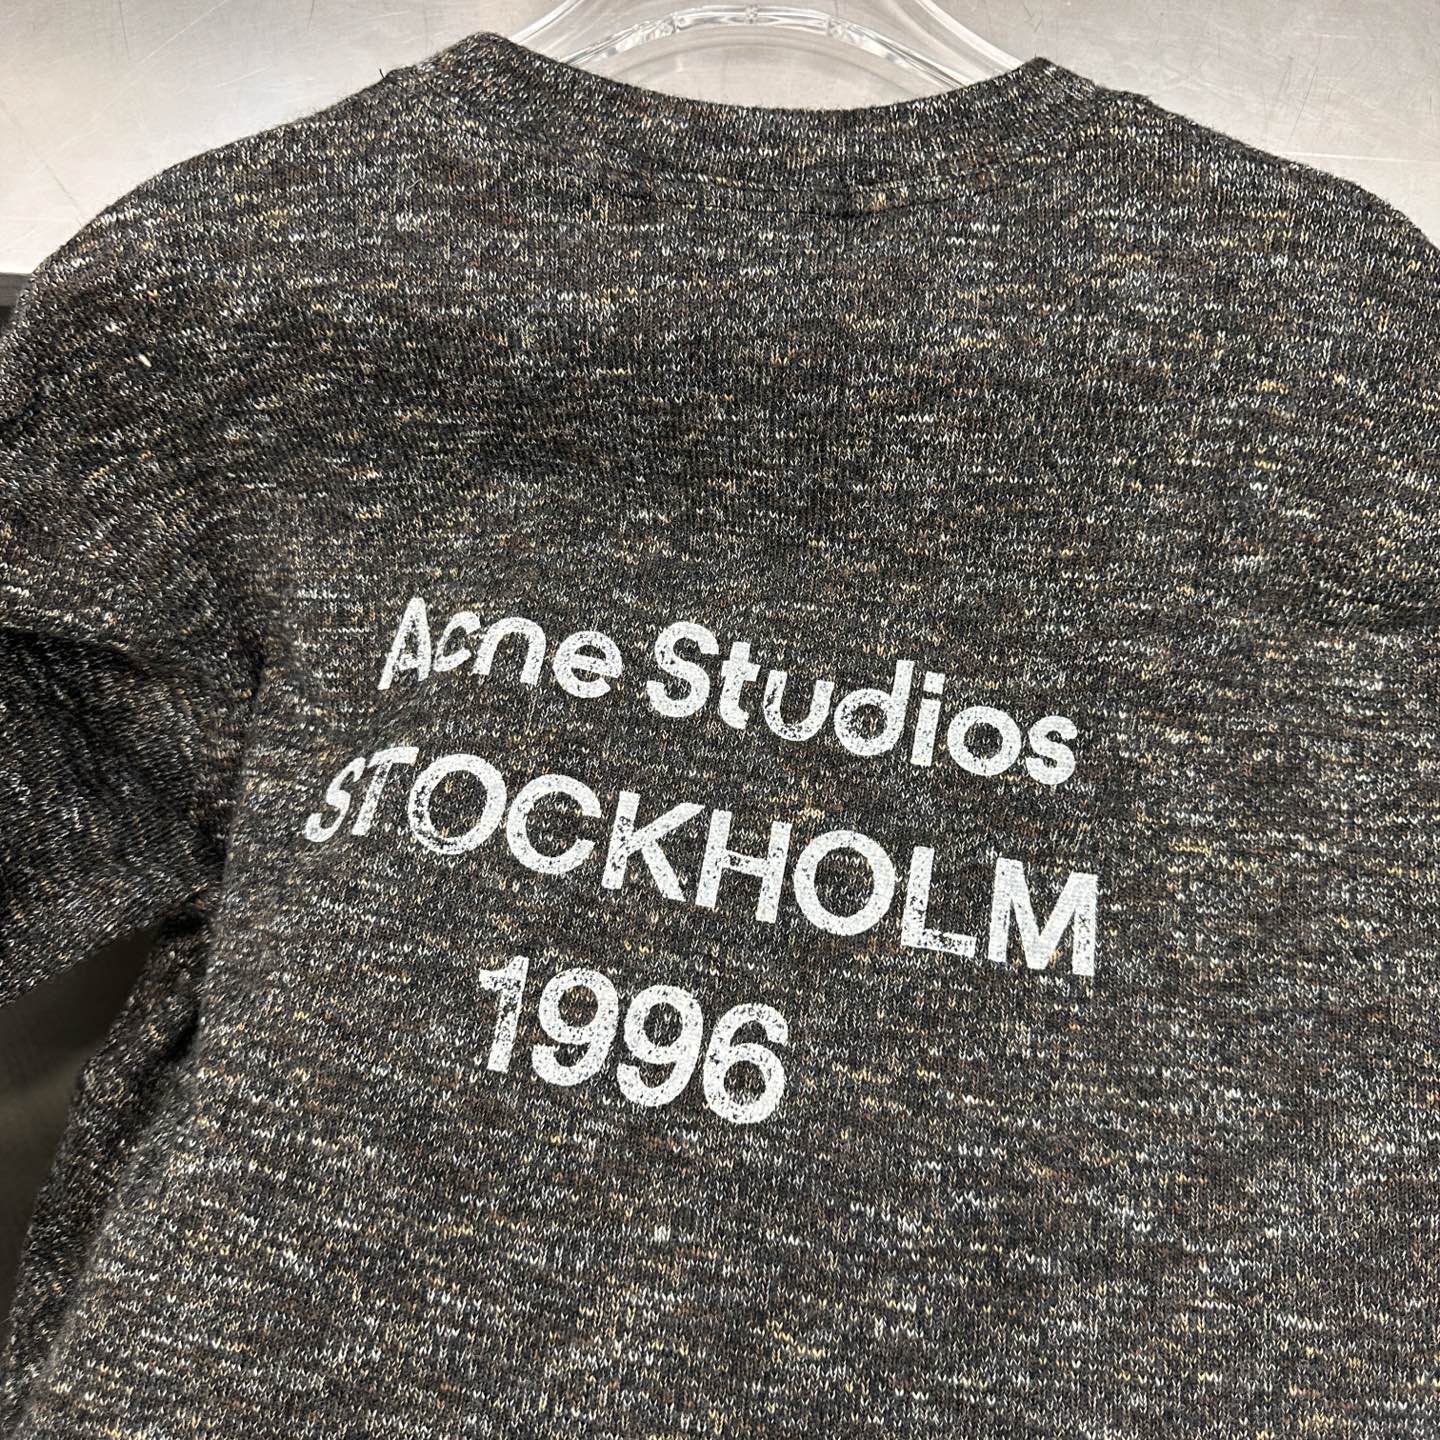 Acne Studios
STOCKHOLM
1996